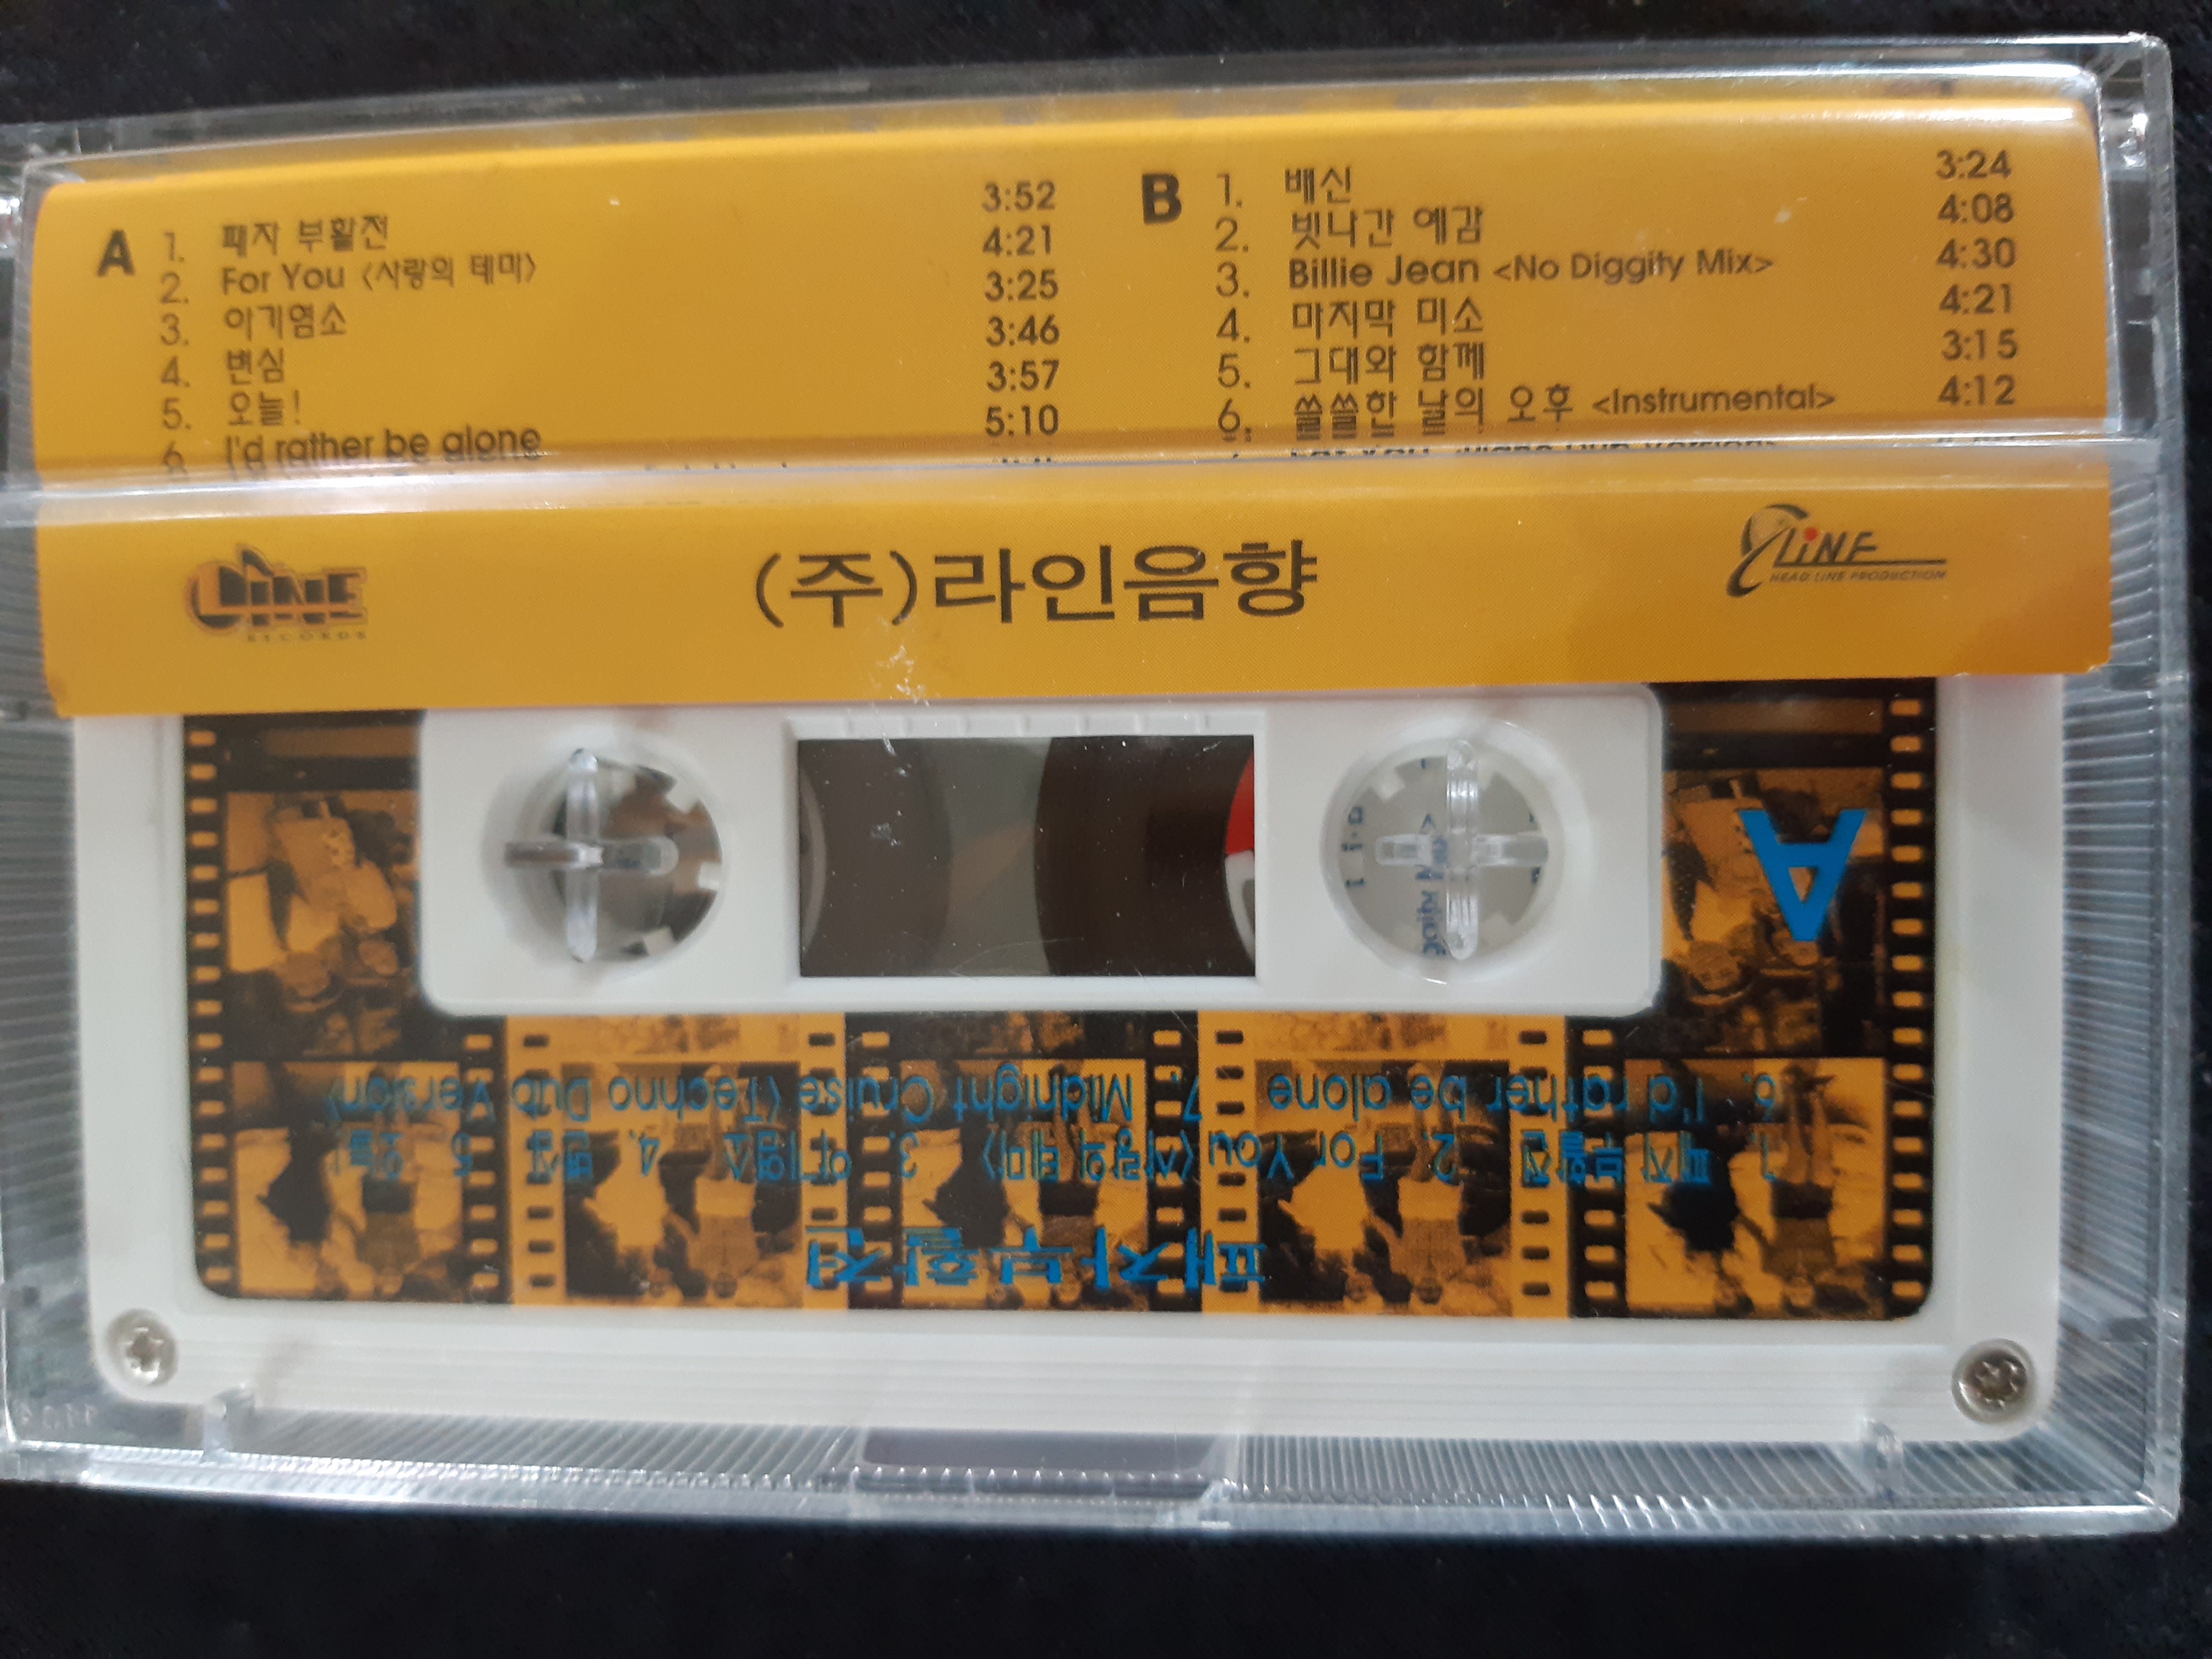 A
1. 패자 부활전 3:52
2. For You <사랑의 테마> 4:21
3. 아기염소 3:25
4. 변심 3:46
5. 오늘! 3:57
6. I'd rather be alone 5:10
B
1. 배신 3:24
2. 빗나간 예감 4:08
3. Billie Jean <No Diggity Mix> 4:30
4. 마지막 미소 4:21
5. 그대와 함께 3:15
6. 쓸쓸한 날의 오후 <Instrumental> 4:12
LINE
RECORDS
(주)라인음향
LINE
HEAD LINE PRODUCTION
A
패자부활전
1. 패자 부활전 2. For You <사랑의 테마> 3. 아기염소 4. 변심 5. 오늘!
6. I'd rather be alone 7. Midnight Cruise <Techno Dub Version>